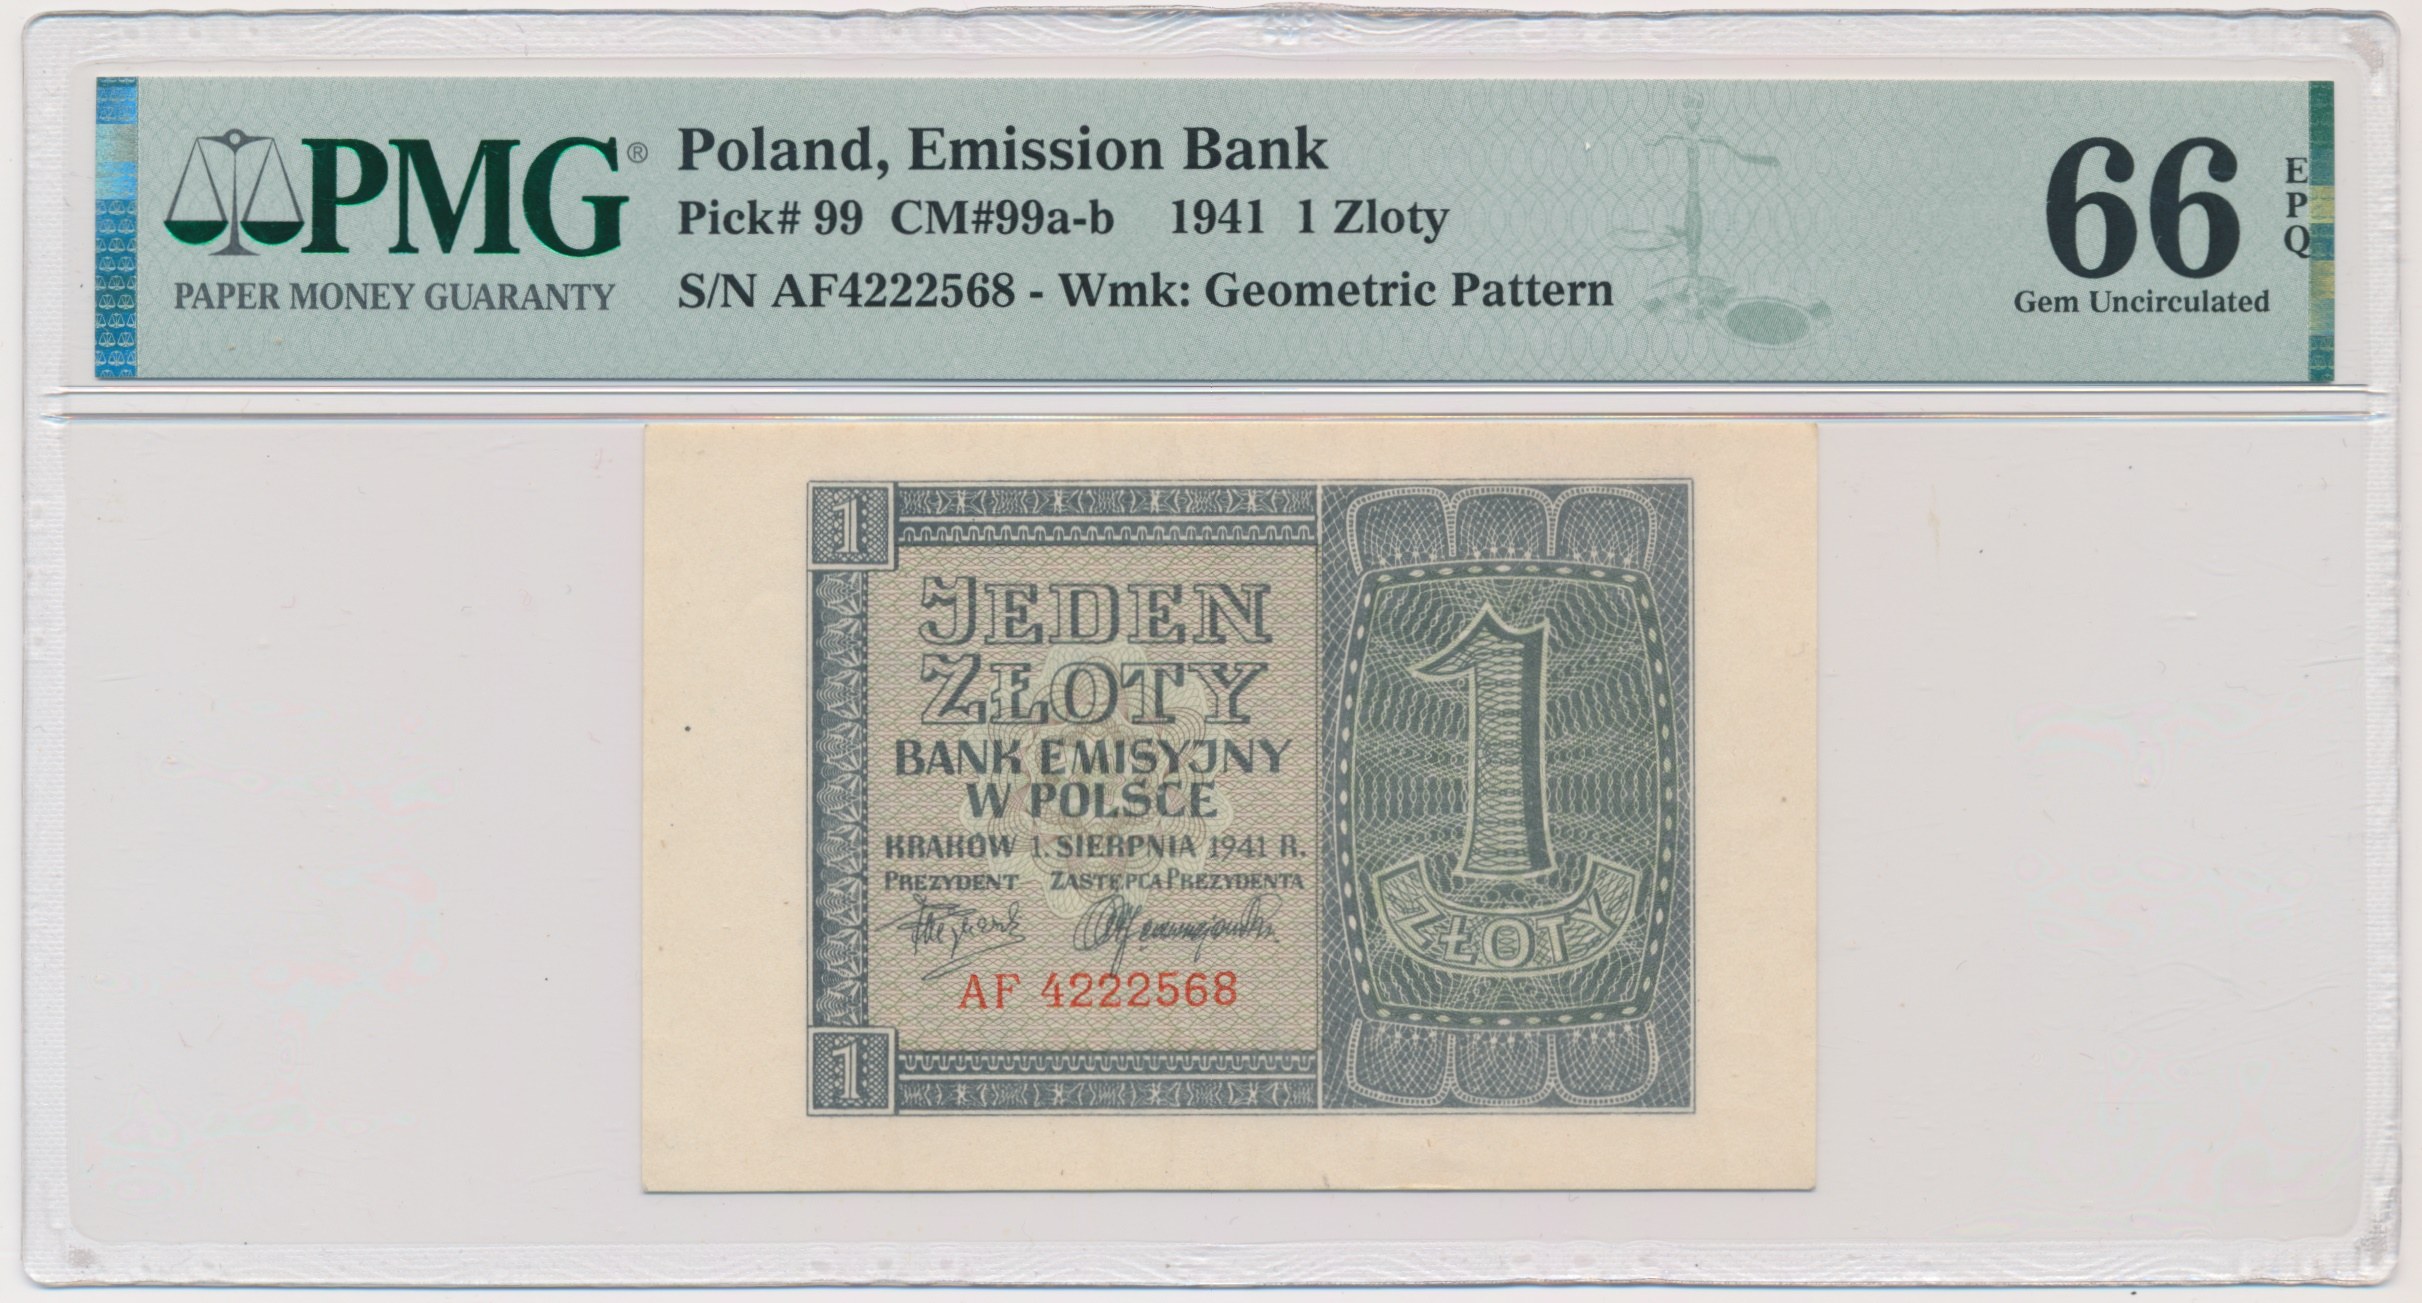 PMG®
PAPER MONEY GUARANTY
Poland, Emission Bank
Pick# 99 CM#99a-b 1941 1 Zloty
S/N AF4222568 - Wmk: Geometric Pattern
66
EPQ
Gem Uncirculated
1
JEDEN
ZŁOTY
BANK EMISYJNY
W POLSCE
KRAKÓW 1. SIERPNIA 1941 R.
PREZYDENT ZASTĘPCA PREZYDENTA
AF 4222568
1
1
ZŁOTY